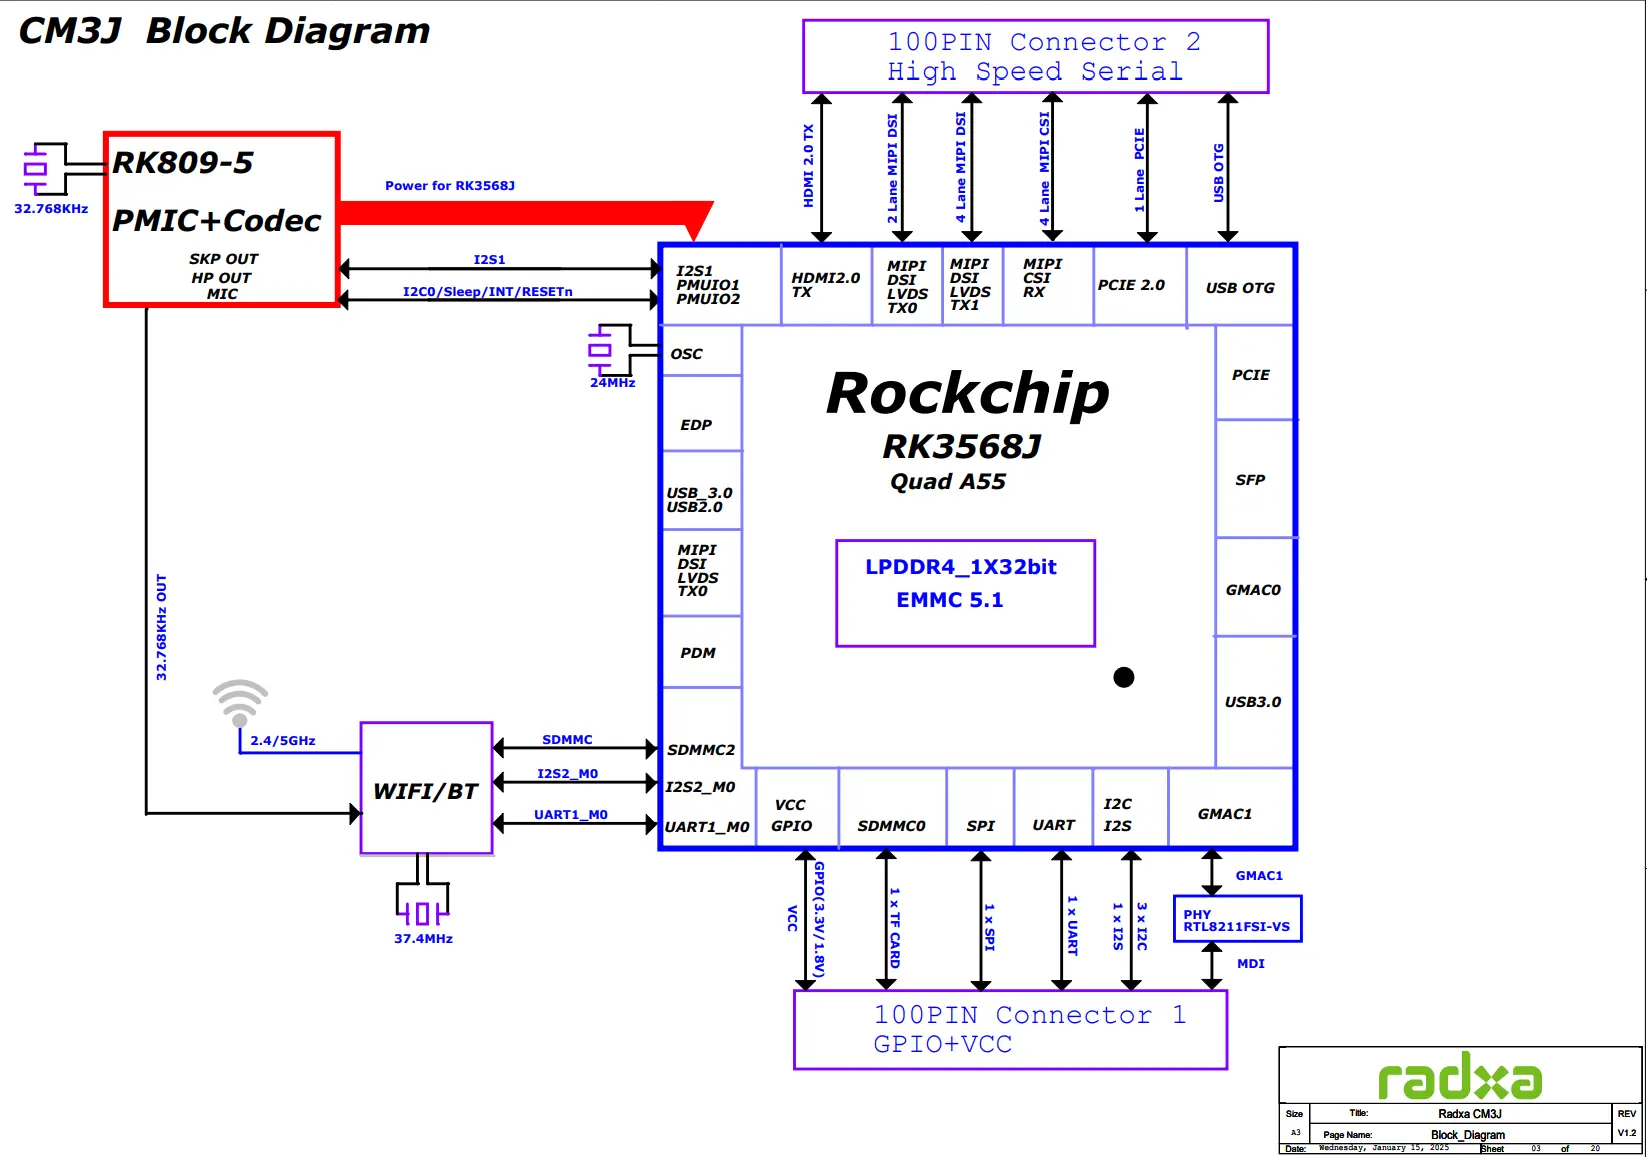 CM3J Block Diagram
100PIN Connector 2
High Speed Serial
HDMI 2.0 TX
2 Lane MIPI DSI
4 Lane MIPI DSI
4 Lane MIPI CSI
1 Lane PCIE
USB OTG
32.768KHz
RK809-5
PMIC+Codec
SKP OUT
HP OUT
MIC
Power for RK3568J
I2S1
I2C0/Sleep/INT/RESETn
I2S1
PMUIO1
PMUIO2
HDMI2.0
TX
MIPI
DSI
LVDS
TX0
MIPI
DSI
LVDS
TX1
MIPI
CSI
RX
PCIE 2.0
USB OTG
24MHz
OSC
EDP
USB_3.0
USB2.0
MIPI
DSI
LVDS
TX0
PDM
SDMMC2
I2S2_M0
UART1_M0
Rockchip
RK3568J
Quad A55
LPDDR4_1X32bit
EMMC 5.1
PCIE
SFP
GMAC0
USB3.0
32.768KHz OUT
2.4/5GHz
WIFI/BT
SDMMC
I2S2_M0
UART1_M0
37.4MHz
VCC
GPIO
SDMMC0
SPI
UART
I2C
I2S
GMAC1
VCC
GPIO(3.3V/1.8V)
1 x TF CARD
1 x SPI
1 x UART
1 x I2S
3 x I2C
GMAC1
PHY
RTL8211FSI-VS
MDI
100PIN Connector 1
GPIO+VCC
radxa
Size
A3
Title:
Radxa CM3J
REV
V1.2
Page Name:
Block_Diagram
Date:
Wednesday, January 15, 2025
Sheet
03 of 20